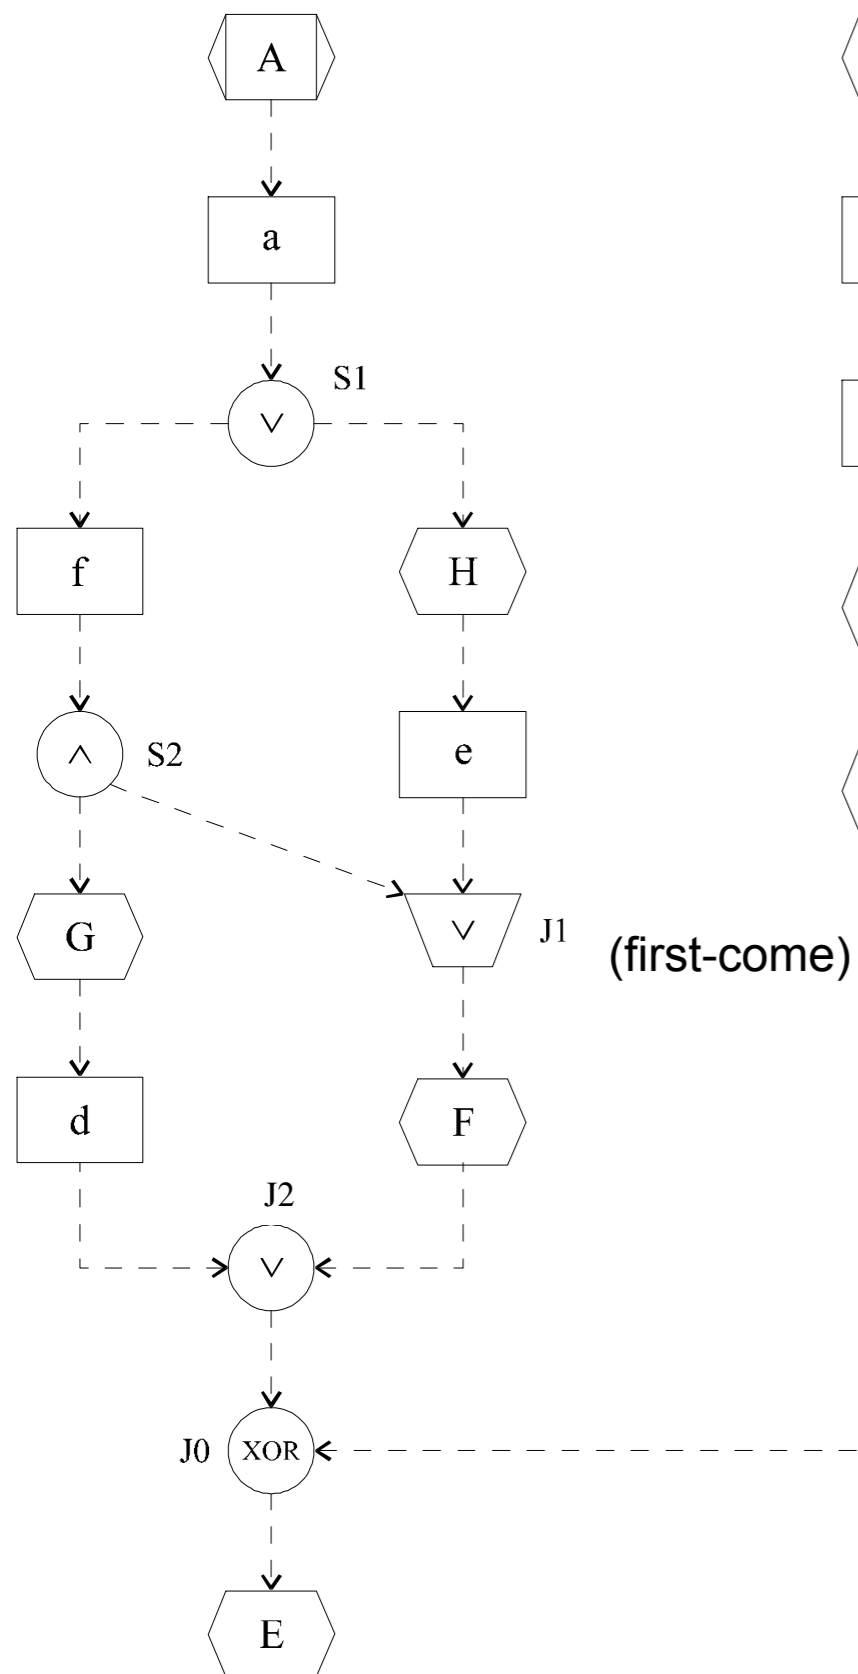 A
a
S1
∨
f
H
∧
S2
e
G
∨
J1
(first-come)
d
F
J2
∨
J0
XOR
E